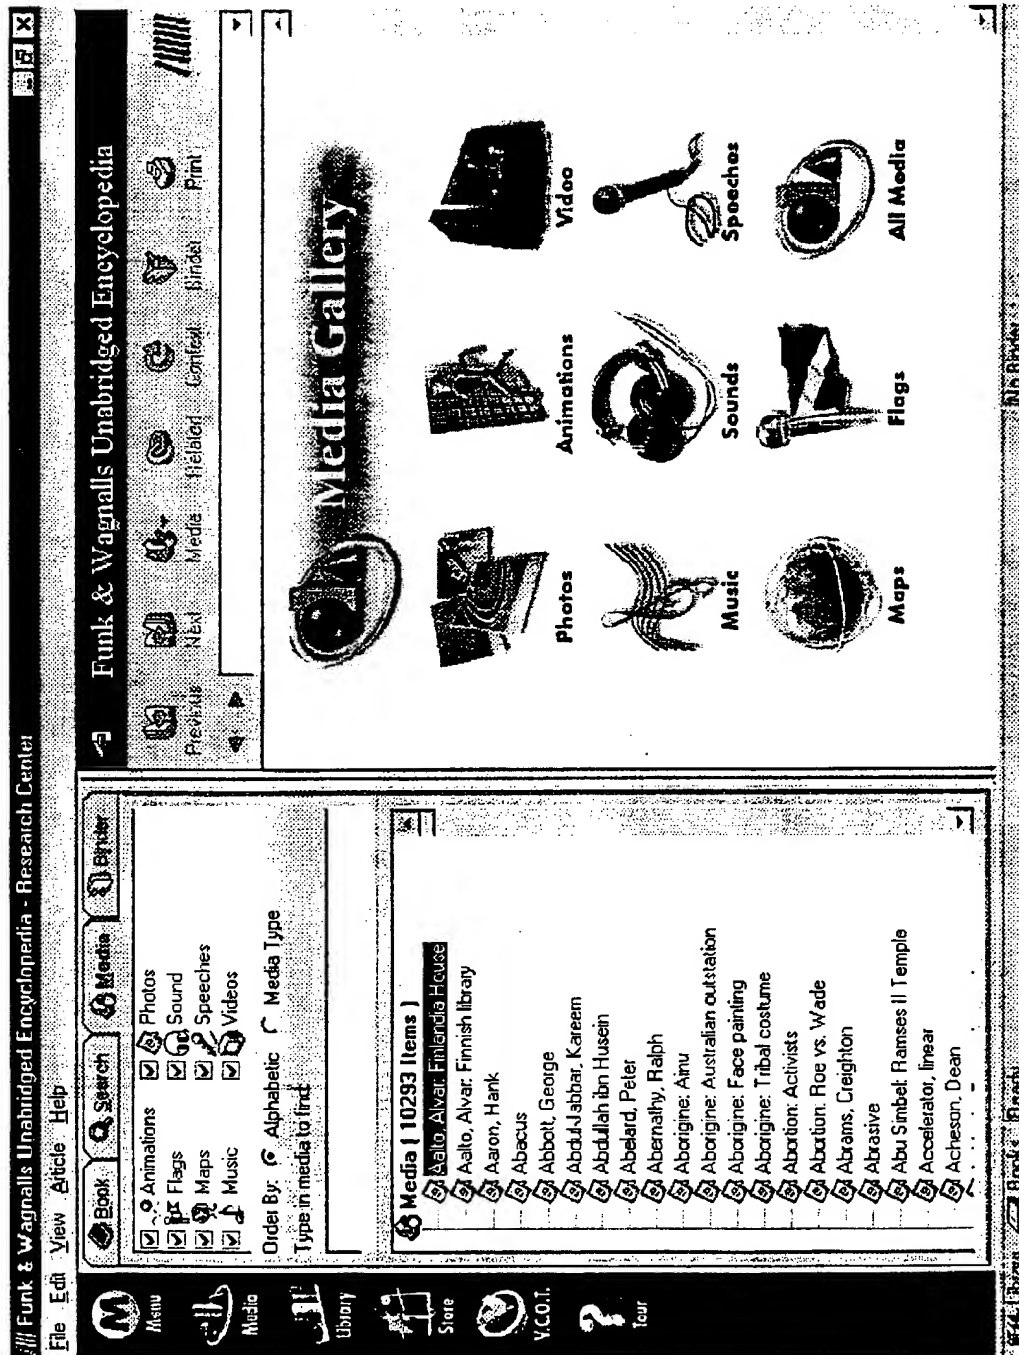 Funk & Wagnalls Unabridged Encyclopedia - Research Center
File Edit View Article Help
Menu
Media
Library
Store
Y.C.O.T.
Tour
Book Search Media Binder
Animations Photos
Flags Sound
Maps Speeches
Music Videos
Order By: Alphabetic Media Type
Type in media to find:
Media ( 10293 Items )
Aalto, Alvar: Finlandia House
Aalto, Alvar: Finnish library
Aaron, Hank
Abacus
Abbott, George
Abdul-Jabbar, Kareem
Abdullah ibn Husein
Abelard, Peter
Abernathy, Ralph
Aborigine: Ainu
Aborigine: Australian outstation
Aborigine: Face painting
Aborigine: Tribal costume
Abortion: Activists
Abortion: Roe vs. Wade
Abrams, Creighton
Abrasive
Abu Simbel: Ramses II Temple
Accelerator, linear
Acheson, Dean
Funk & Wagnalls Unabridged Encyclopedia
Previous Next Media Related Context Binder Print
Media Gallery
Photos Animations Video
Music Sounds Speeches
Maps Flags All Media
No Binder